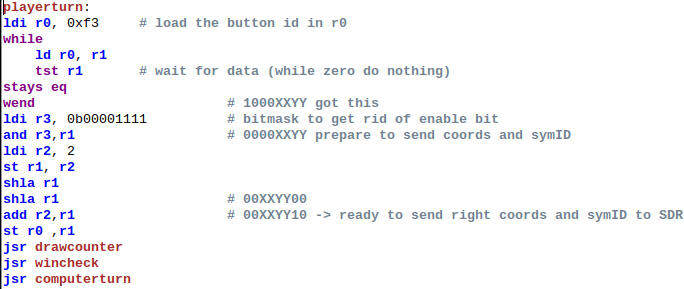 playerturn:
ldi r0, 0xf3     # load the button id in r0
while
    ld r0, r1
    tst r1       # wait for data (while zero do nothing)
stays eq
wend                        # 1000XXYY got this
ldi r3, 0b00001111          # bitmask to get rid of enable bit
and r3,r1                   # 0000XXYY prepare to send coords and symID
ldi r2, 2
st r1, r2
shla r1
shla r1                     # 00XXYY00
add r2,r1                   # 00XXYY10 -> ready to send right coords and symID to SDR
st r0 ,r1
jsr drawcounter
jsr wincheck
jsr computerturn